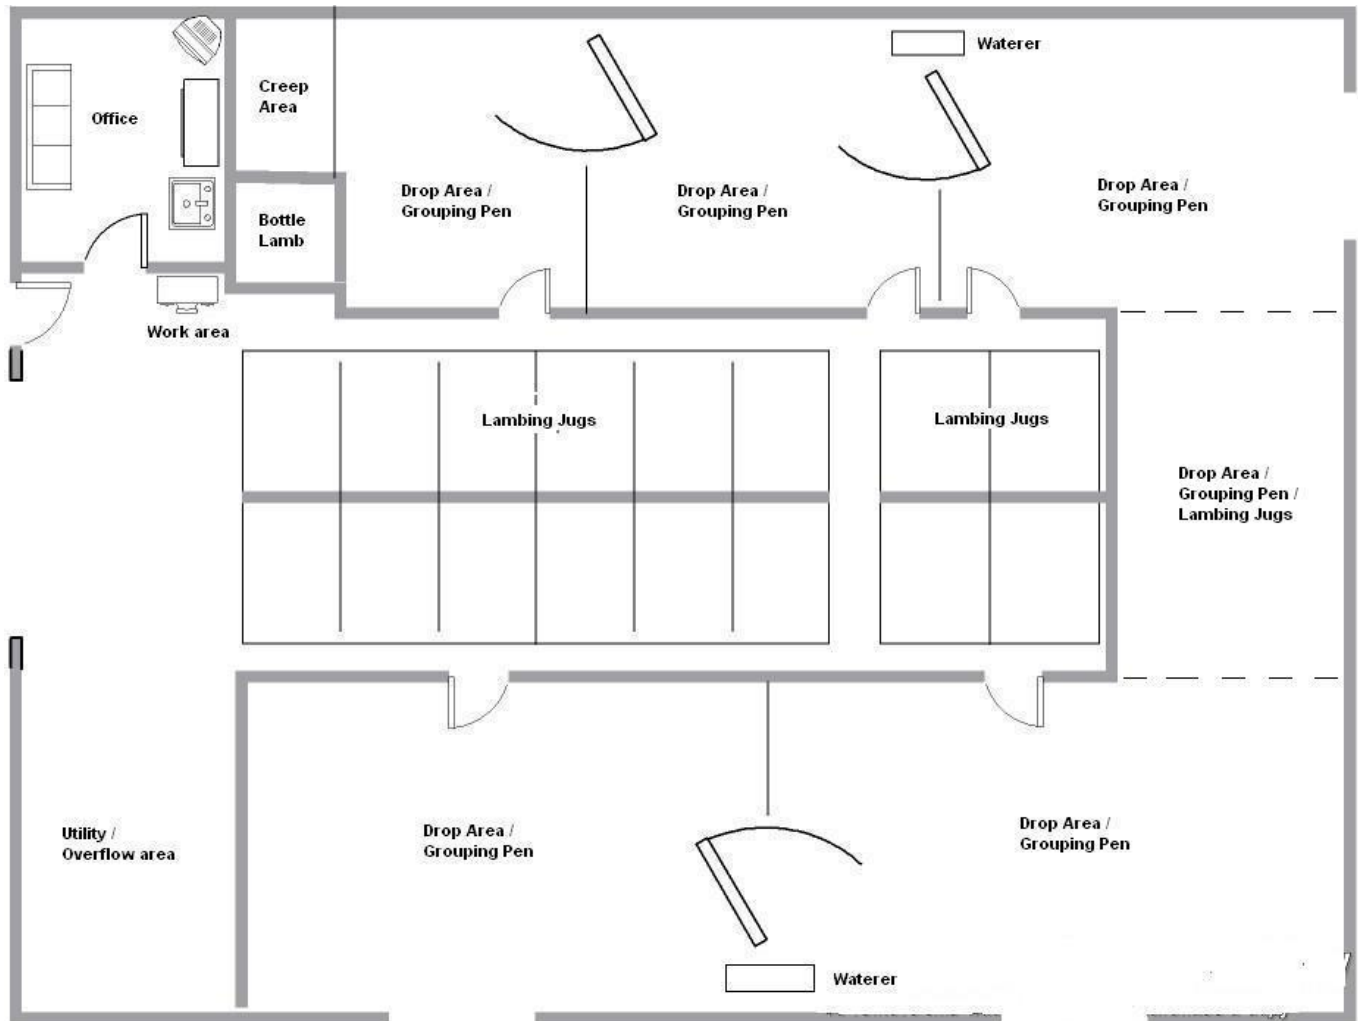 Waterer
Creep
Area
Office
Drop Area /
Grouping Pen
Drop Area /
Grouping Pen
Drop Area /
Grouping Pen
Bottle
Lamb
Work area
Lambing Jugs
Lambing Jugs
Drop Area /
Grouping Pen /
Lambing Jugs
Utility /
Overflow area
Drop Area /
Grouping Pen
Drop Area /
Grouping Pen
Waterer